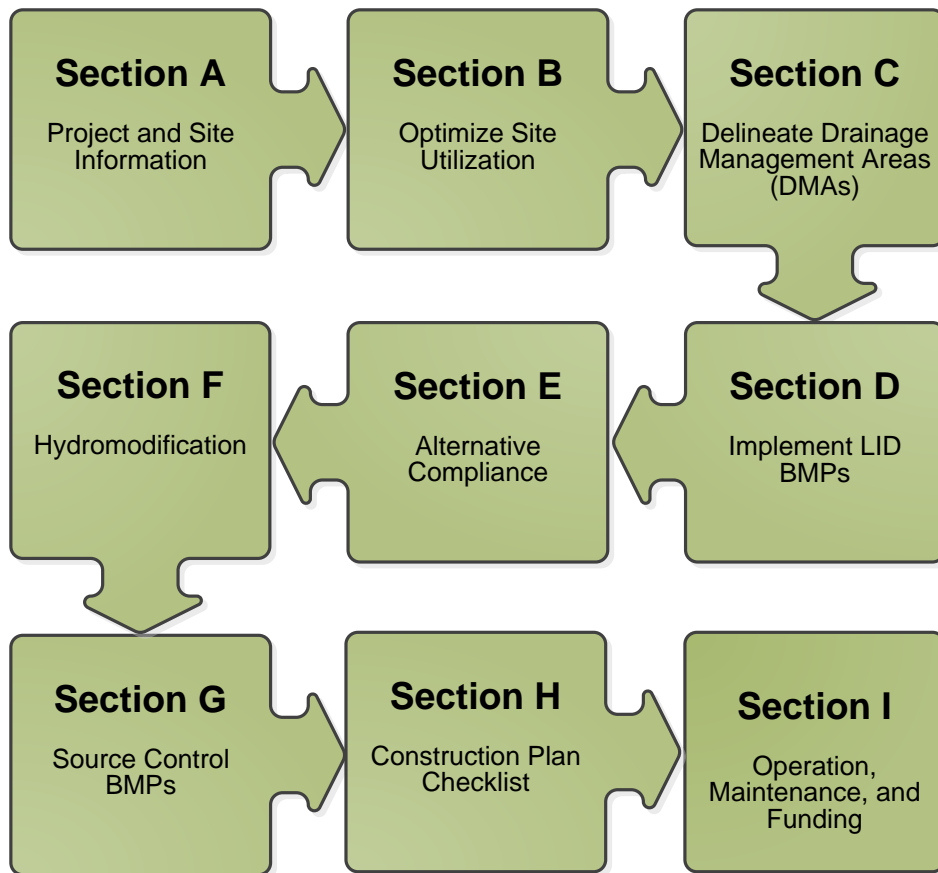 Section A
Project and Site
Information
Section B
Optimize Site
Utilization
Section C
Delineate Drainage
Management Areas
(DMAs)
Section D
Implement LID
BMPs
Section E
Alternative
Compliance
Section F
Hydromodification
Section G
Source Control
BMPs
Section H
Construction Plan
Checklist
Section I
Operation,
Maintenance, and
Funding